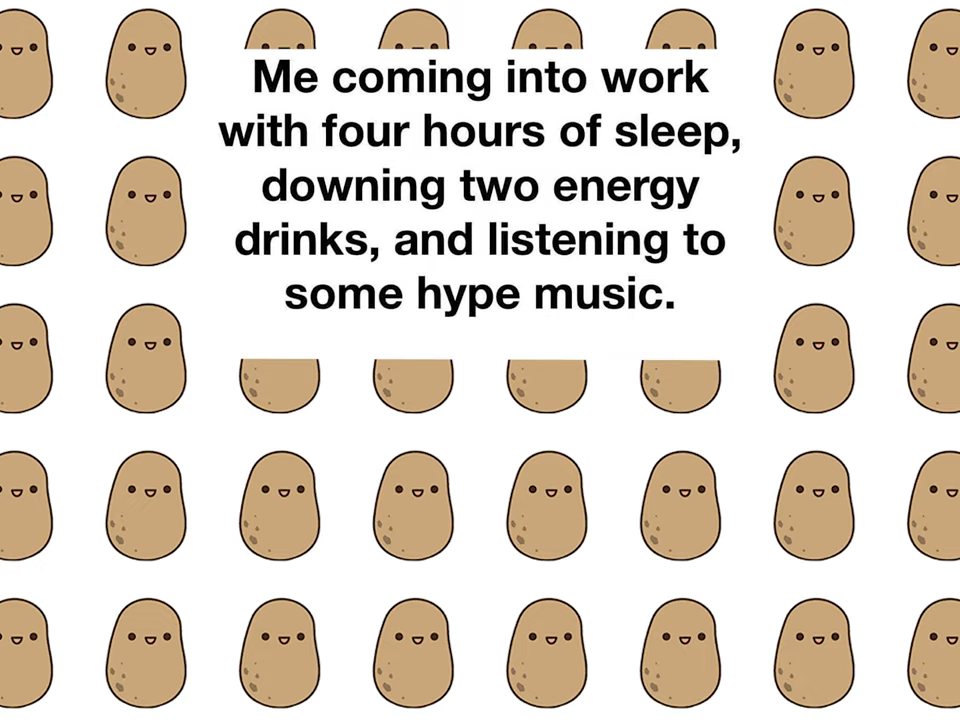 Me coming into work
with four hours of sleep,
downing two energy
drinks, and listening to
some hype music.